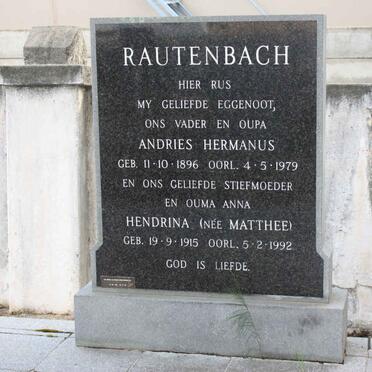 RAUTENBACH
HIER RUS
MY GELIEFDE EGGENOOT,
ONS VADER EN OUPA
ANDRIES HERMANUS
GEB. 11-10-1896 OORL. 4-5-1979
EN ONS GELIEFDE STIEFMOEDER
EN OUMA ANNA
HENDRINA (NÉE MATTHEE)
GEB. 19-9-1915 OORL. 5-2-1992
GOD IS LIEFDE.